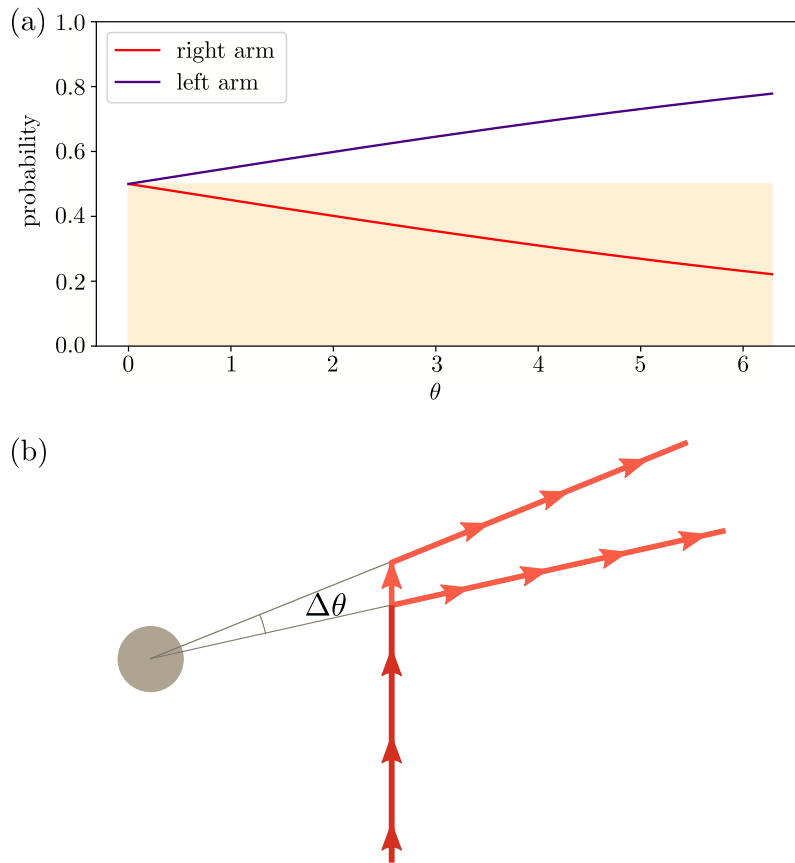 (a)
1.0
0.8
0.6
0.4
0.2
0.0
probability
right arm
left arm
0 1 2 3 4 5 6
θ
(b)
Δθ